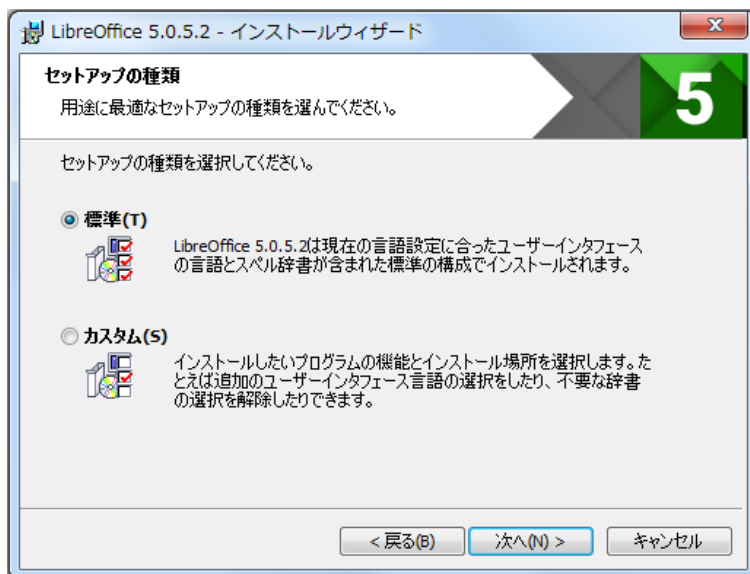 LibreOffice 5.0.5.2 - インストールウィザード
セットアップの種類
5
用途に最適なセットアップの種類を選んでください。
セットアップの種類を選択してください。
標準(T)
LibreOffice 5.0.5.2は現在の言語設定に合ったユーザーインタフェース
の言語とスペル辞書が含まれた標準の構成でインストールされます。
カスタム(S)
インストールしたいプログラムの機能とインストール場所を選択します。た
とえば追加のユーザーインタフェース言語の選択をしたり、不要な辞書
の選択を解除したりできます。
< 戻る(B)
次へ(N) >
キャンセル